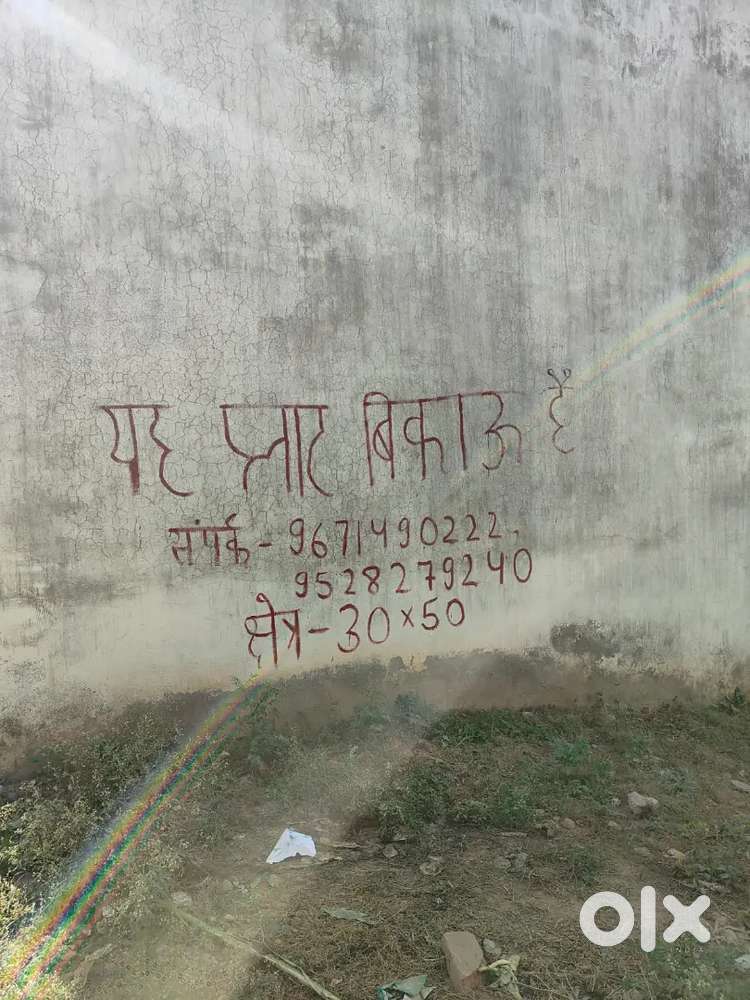 यह प्लाट बिकाऊ है
संपर्क - 9671490222.
9528279240
क्षेत्र - 30 x 50
olx